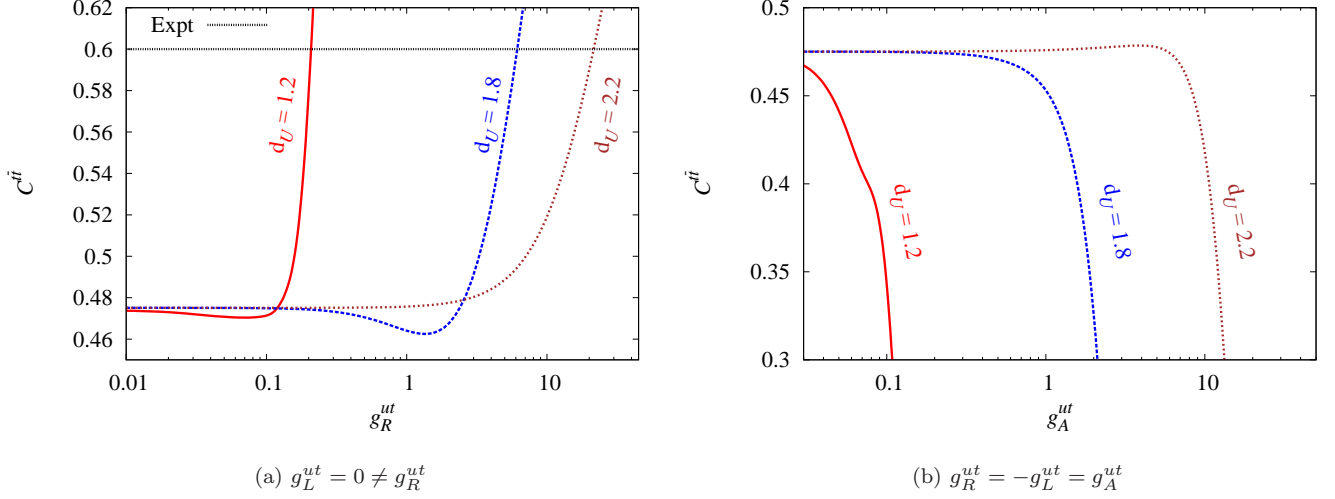 0.62
0.6
0.58
0.56
0.54
0.52
0.5
0.48
0.46
C^{tt̄}
Expt
d_U = 1.2
d_U = 1.8
d_U = 2.2
0.01 0.1 1 10
g_R^{ut}
(a) g_L^{ut} = 0 ≠ g_R^{ut}
0.5
0.45
0.4
0.35
0.3
C^{tt̄}
d_U = 1.2
d_U = 1.8
d_U = 2.2
0.1 1 10
g_A^{ut}
(b) g_R^{ut} = −g_L^{ut} = g_A^{ut}